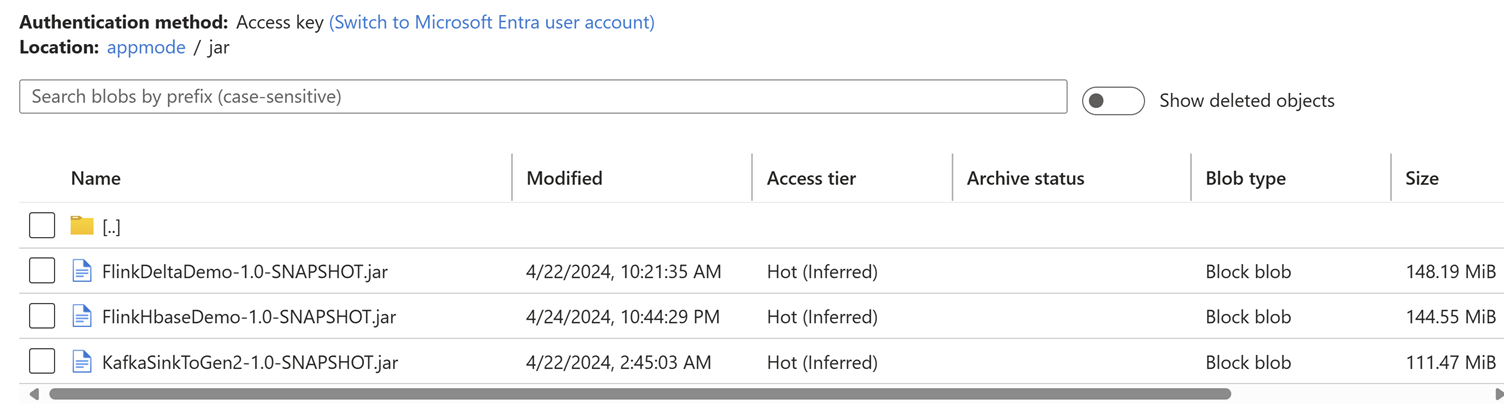 Authentication method: Access key (Switch to Microsoft Entra user account)
Location: appmode / jar
Search blobs by prefix (case-sensitive)
Show deleted objects
Name Modified Access tier Archive status Blob type Size
[..]
FlinkDeltaDemo-1.0-SNAPSHOT.jar 4/22/2024, 10:21:35 AM Hot (Inferred) Block blob 148.19 MiB
FlinkHbaseDemo-1.0-SNAPSHOT.jar 4/24/2024, 10:44:29 PM Hot (Inferred) Block blob 144.55 MiB
KafkaSinkToGen2-1.0-SNAPSHOT.jar 4/22/2024, 2:45:03 AM Hot (Inferred) Block blob 111.47 MiB